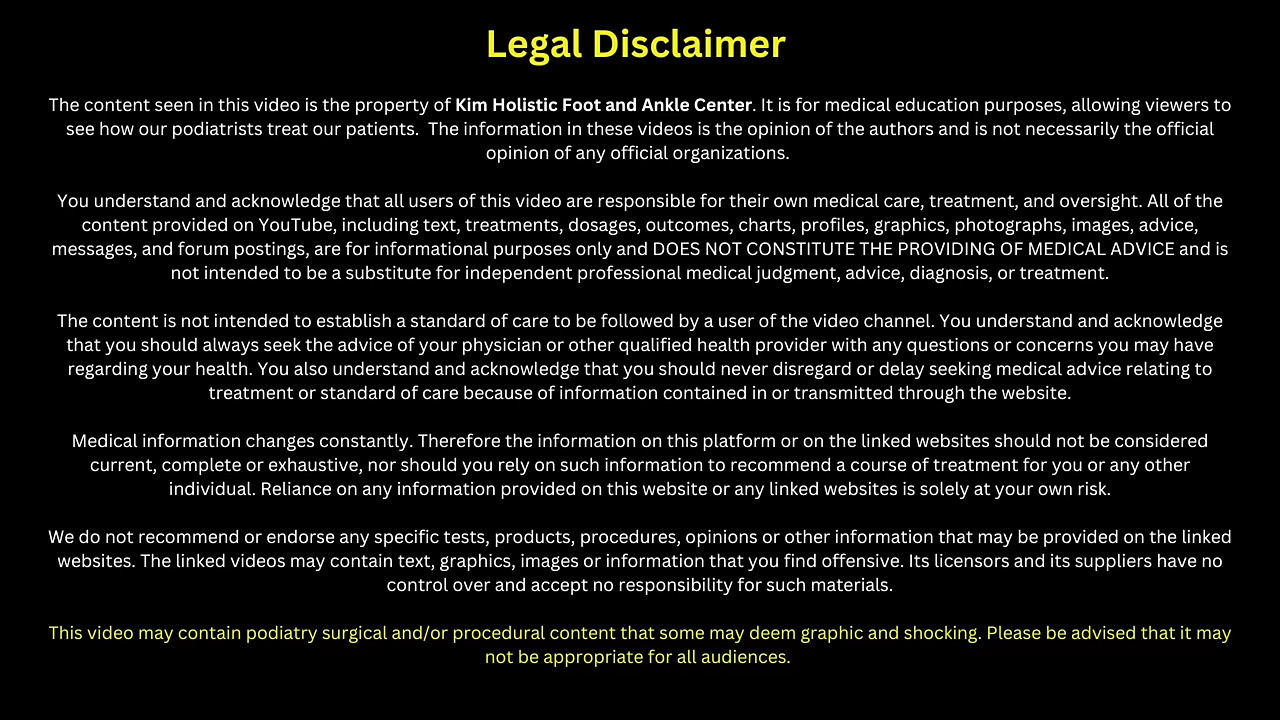 Legal Disclaimer
The content seen in this video is the property of Kim Holistic Foot and Ankle Center. It is for medical education purposes, allowing viewers to
see how our podiatrists treat our patients.  The information in these videos is the opinion of the authors and is not necessarily the official
opinion of any official organizations.
You understand and acknowledge that all users of this video are responsible for their own medical care, treatment, and oversight. All of the
content provided on YouTube, including text, treatments, dosages, outcomes, charts, profiles, graphics, photographs, images, advice,
messages, and forum postings, are for informational purposes only and DOES NOT CONSTITUTE THE PROVIDING OF MEDICAL ADVICE and is
not intended to be a substitute for independent professional medical judgment, advice, diagnosis, or treatment.
The content is not intended to establish a standard of care to be followed by a user of the video channel. You understand and acknowledge
that you should always seek the advice of your physician or other qualified health provider with any questions or concerns you may have
regarding your health. You also understand and acknowledge that you should never disregard or delay seeking medical advice relating to
treatment or standard of care because of information contained in or transmitted through the website.
Medical information changes constantly. Therefore the information on this platform or on the linked websites should not be considered
current, complete or exhaustive, nor should you rely on such information to recommend a course of treatment for you or any other
individual. Reliance on any information provided on this website or any linked websites is solely at your own risk.
We do not recommend or endorse any specific tests, products, procedures, opinions or other information that may be provided on the linked
websites. The linked videos may contain text, graphics, images or information that you find offensive. Its licensors and its suppliers have no
control over and accept no responsibility for such materials.
This video may contain podiatry surgical and/or procedural content that some may deem graphic and shocking. Please be advised that it may
not be appropriate for all audiences.